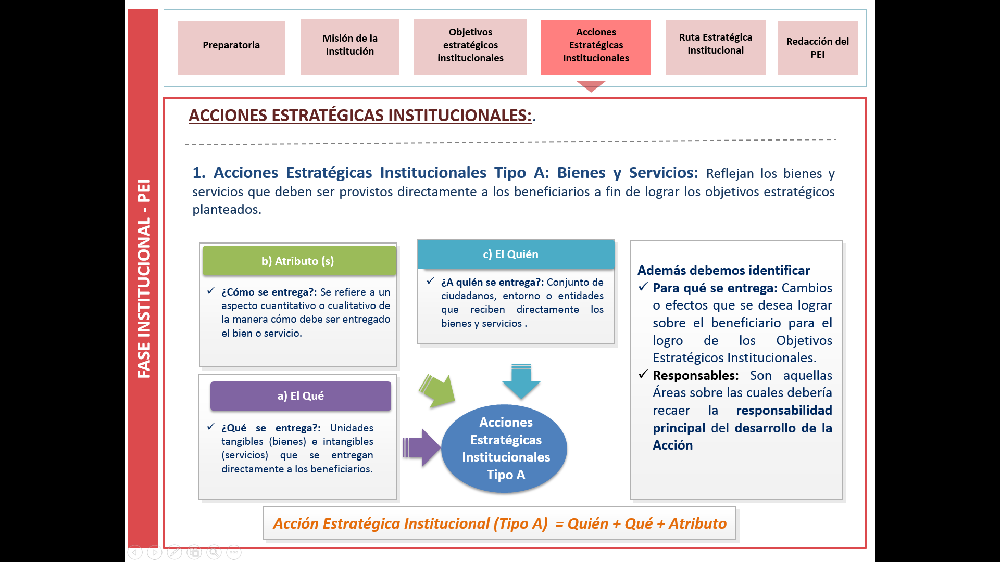 FASE INSTITUCIONAL - PEI
Preparatoria
Misión de la
Institución
Objetivos
estratégicos
institucionales
Acciones
Estratégicas
Institucionales
Ruta Estratégica
Institucional
Redacción del
PEI
ACCIONES ESTRATÉGICAS INSTITUCIONALES:.
1. Acciones Estratégicas Institucionales Tipo A: Bienes y Servicios: Reflejan los bienes y
servicios que deben ser provistos directamente a los beneficiarios a fin de lograr los objetivos estratégicos
planteados.
b) Atributo (s)
✓ ¿Cómo se entrega?: Se refiere a un
aspecto cuantitativo o cualitativo de
la manera cómo debe ser entregado
el bien o servicio.
a) El Qué
✓ ¿Qué se entrega?: Unidades
tangibles (bienes) e intangibles
(servicios) que se entregan
directamente a los beneficiarios.
c) El Quién
✓ ¿A quién se entrega?: Conjunto de
ciudadanos, entorno o entidades
que reciben directamente los
bienes y servicios .
Acciones
Estratégicas
Institucionales
Tipo A
Además debemos identificar
✓ Para qué se entrega: Cambios
o efectos que se desea lograr
sobre el beneficiario para el
logro de los Objetivos
Estratégicos Institucionales.
✓ Responsables: Son aquellas
Áreas sobre las cuales debería
recaer la responsabilidad
principal del desarrollo de la
Acción
Acción Estratégica Institucional (Tipo A) = Quién + Qué + Atributo